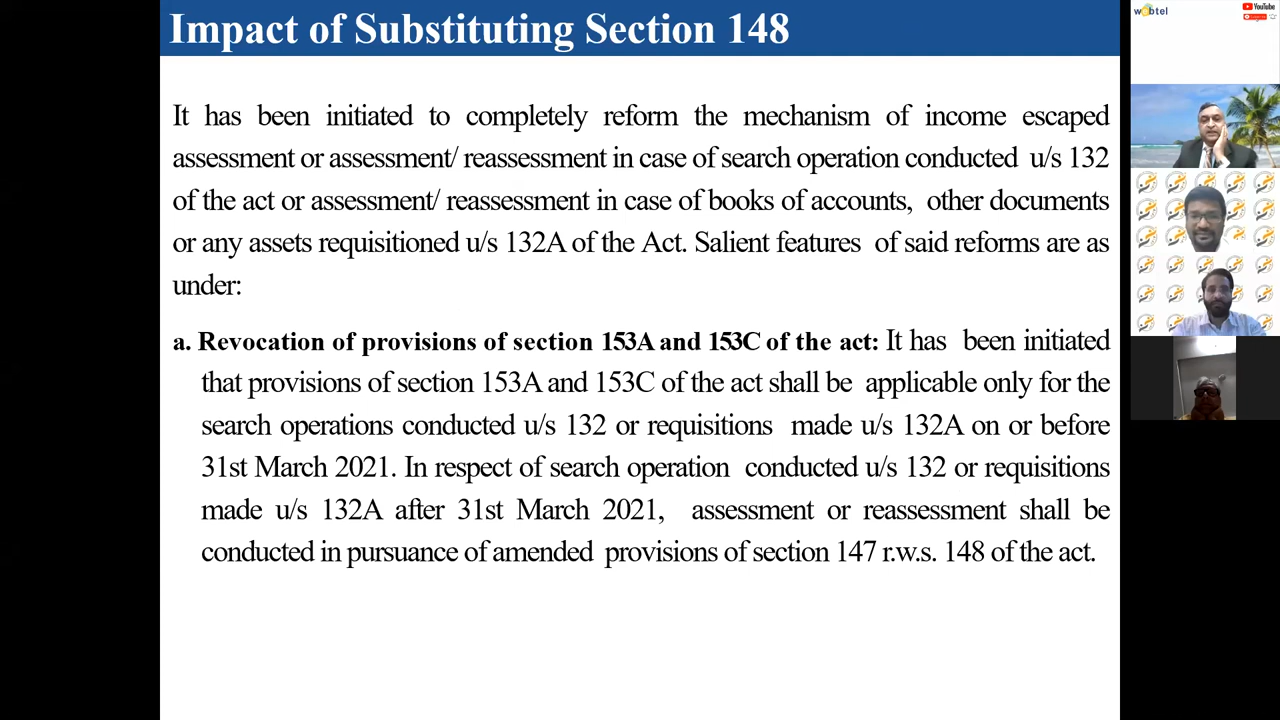 Impact of Substituting Section 148
It has been initiated to completely reform the mechanism of income escaped
assessment or assessment/ reassessment in case of search operation conducted u/s 132
of the act or assessment/ reassessment in case of books of accounts, other documents
or any assets requisitioned u/s 132A of the Act. Salient features of said reforms are as
under:
a. Revocation of provisions of section 153A and 153C of the act: It has been initiated
that provisions of section 153A and 153C of the act shall be applicable only for the
search operations conducted u/s 132 or requisitions made u/s 132A on or before
31st March 2021. In respect of search operation conducted u/s 132 or requisitions
made u/s 132A after 31st March 2021, assessment or reassessment shall be
conducted in pursuance of amended provisions of section 147 r.w.s. 148 of the act.
webtel
YouTube